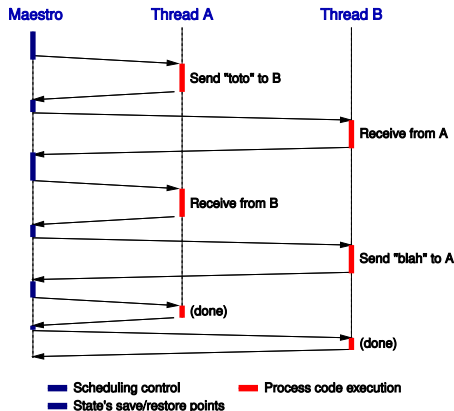 Maestro Thread A Thread B
Send "toto" to B
Receive from A
Receive from B
Send "blah" to A
(done)
(done)
Scheduling control Process code execution
State's save/restore points